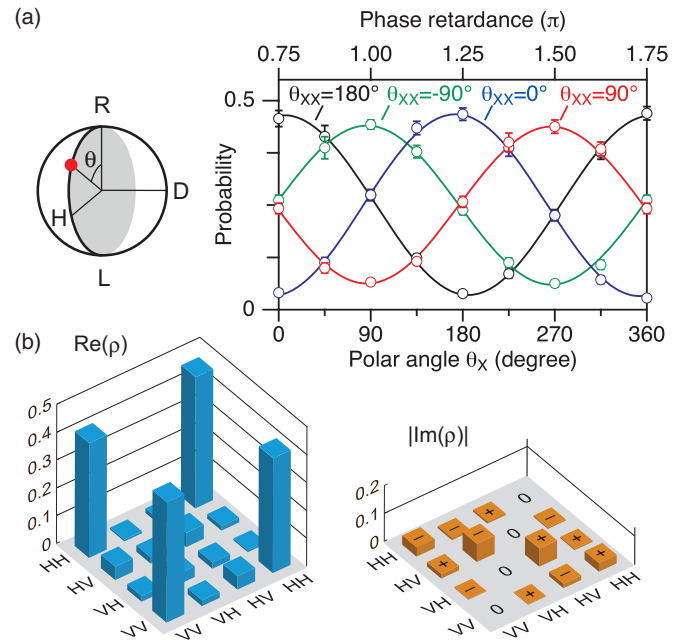 (a)
Phase retardance (π)
0.75 1.00 1.25 1.50 1.75
θXX=180° θXX=-90° θXX=0° θXX=90°
0.5
Probability
0
0 90 180 270 360
Polar angle θX (degree)
R
θ
D
H
L
(b)
Re(ρ)
0.5
0.4
0.3
0.2
0.1
0
HH HV VH VV
VV VH HV HH
|Im(ρ)|
0.2
0.1
0
0
+ −
− − 0 +
+ + +
− 0 −
0 +
HH HV VH VV
VV VH HV HH